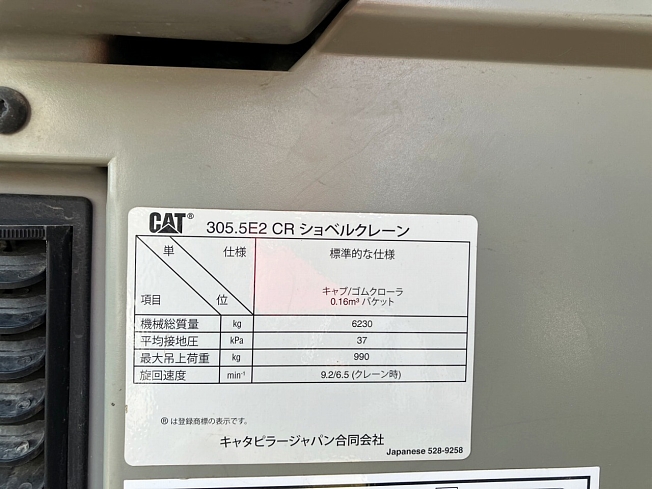 CAT® 305.5E2 CR ショベルクレーン
単 仕様 標準的な仕様
項目 位 キャブ/ゴムクローラ
0.16m³ バケット
機械総質量 kg 6230
平均接地圧 kPa 37
最大吊上荷重 kg 990
旋回速度 min⁻¹ 9.2/6.5 (クレーン時)
®は登録商標の表示です。
キャタピラージャパン合同会社
Japanese 528-9258